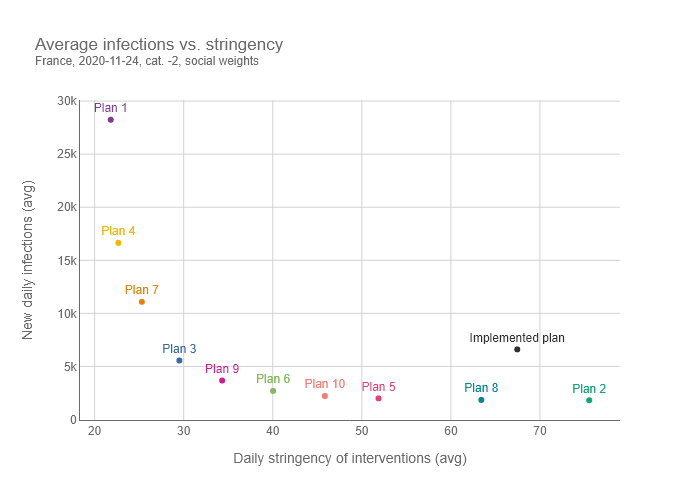 Average infections vs. stringency
France, 2020-11-24, cat. -2, social weights
30k
Plan 1
25k
20k
Plan 4
15k
Plan 7
10k
Implemented plan
Plan 3
5k
Plan 9
Plan 6
Plan 10
Plan 5
Plan 8
Plan 2
0
20
30
40
50
60
70
New daily infections (avg)
Daily stringency of interventions (avg)